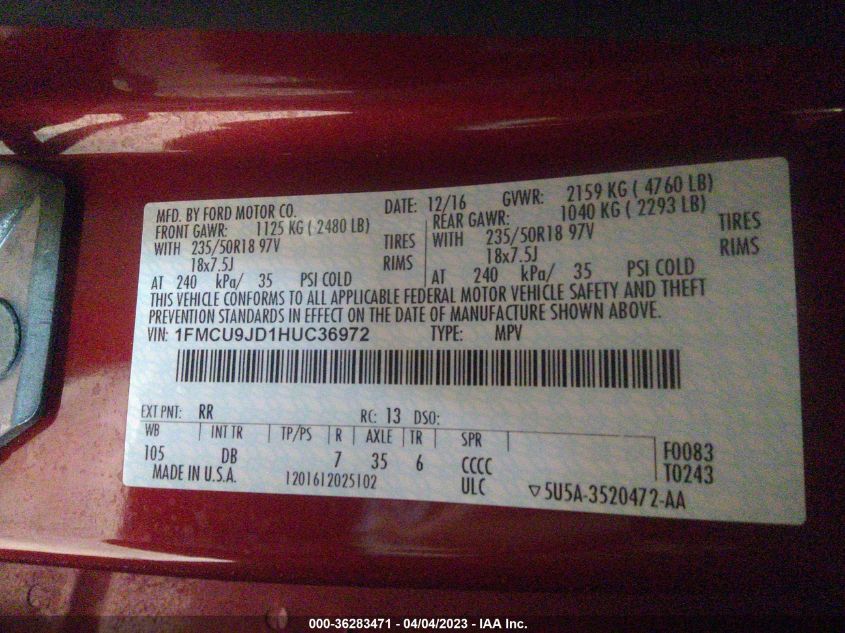 MFD. BY FORD MOTOR CO. DATE: 12/16 GVWR: 2159 KG ( 4760 LB)
FRONT GAWR: 1125 KG ( 2480 LB) REAR GAWR: 1040 KG ( 2293 LB)
WITH 235/50R18 97V TIRES WITH 235/50R18 97V TIRES
18x7.5J RIMS 18x7.5J RIMS
AT 240 kPa/ 35 PSI COLD AT 240 kPa/ 35 PSI COLD
THIS VEHICLE CONFORMS TO ALL APPLICABLE FEDERAL MOTOR VEHICLE SAFETY AND THEFT
PREVENTION STANDARDS IN EFFECT ON THE DATE OF MANUFACTURE SHOWN ABOVE.
VIN: 1FMCU9JD1HUC36972 TYPE: MPV
EXT PNT: RR RC: 13 DSO:
WB INT TR TP/PS R AXLE TR SPR
105 DB 7 35 6 CCCC F0083
MADE IN U.S.A. 1201612025102 ULC T0243
▽5U5A-3520472-AA
000-36283471 | 04/04/2023 - IAA Inc.